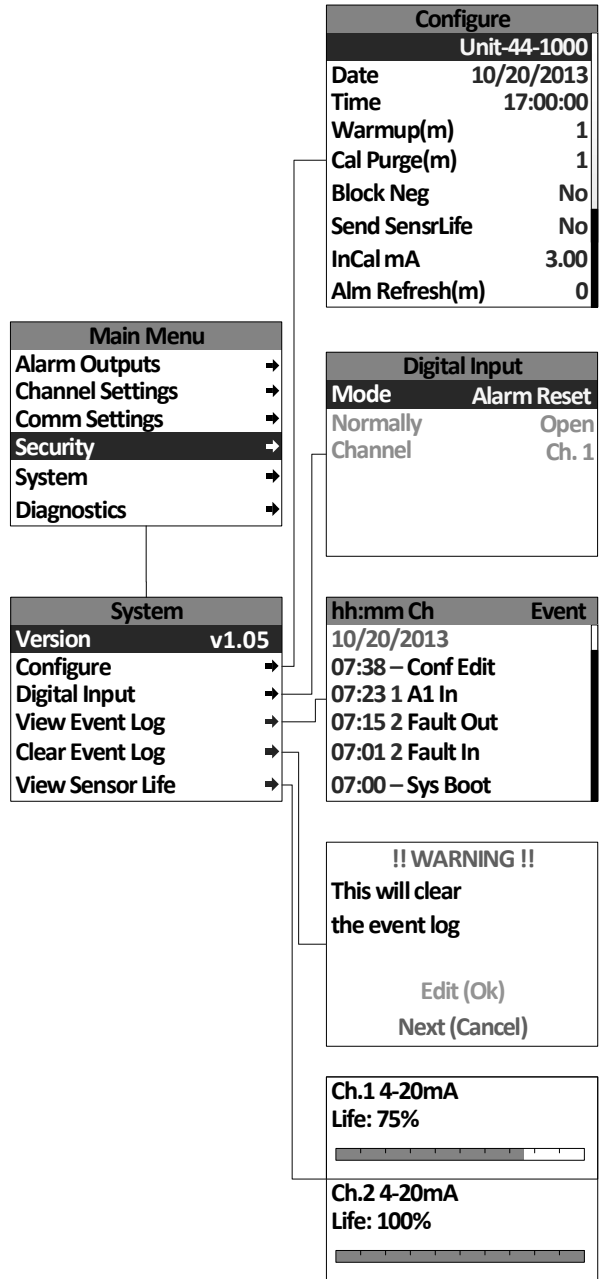 Configure
Unit-44-1000
Date 10/20/2013
Time 17:00:00
Warmup(m) 1
Cal Purge(m) 1
Block Neg No
Send SensrLife No
InCal mA 3.00
Alm Refresh(m) 0
Main Menu
Alarm Outputs
Channel Settings
Comm Settings
Security
System
Diagnostics
Digital Input
Mode Alarm Reset
Normally Open
Channel Ch. 1
System
Version v1.05
Configure
Digital Input
View Event Log
Clear Event Log
View Sensor Life
hh:mm Ch Event
10/20/2013
07:38 – Conf Edit
07:23 1 A1 In
07:15 2 Fault Out
07:01 2 Fault In
07:00 – Sys Boot
!! WARNING !!
This will clear
the event log
Edit (Ok)
Next (Cancel)
Ch.1 4-20mA
Life: 75%
Ch.2 4-20mA
Life: 100%